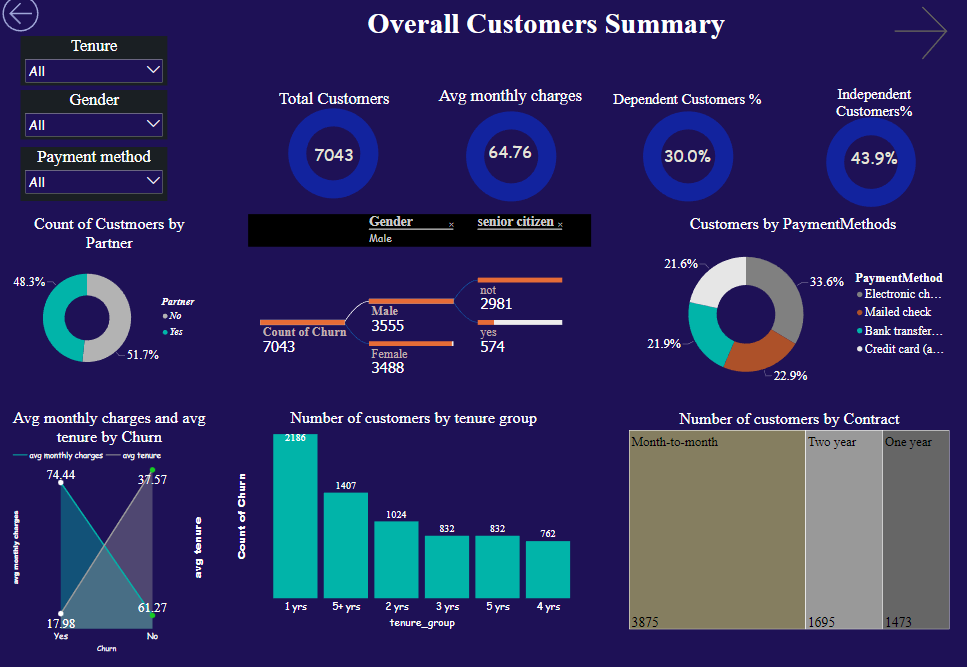 Overall Customers Summary
Tenure
All
Gender
All
Payment method
All
Total Customers
7043
Avg monthly charges
64.76
Dependent Customers %
30.0%
Independent
Customers%
43.9%
Count of Custmoers by
Partner
48.3%
51.7%
Partner
No
Yes
Gender ×
Male
senior citizen ×
Count of Churn
7043
Male
3555
Female
3488
not
2981
yes
574
Customers by PaymentMethods
21.6%
33.6%
21.9%
22.9%
PaymentMethod
Electronic ch...
Mailed check
Bank transfer...
Credit card (a...
Avg monthly charges and avg
tenure by Churn
avg monthly charges avg tenure
74.44
37.57
17.98
61.27
Yes No
Churn
avg monthly charges
avg tenure
Number of customers by tenure group
Count of Churn
2186
1407
1024
832
832
762
1 yrs 5+ yrs 2 yrs 3 yrs 5 yrs 4 yrs
tenure_group
Number of customers by Contract
Month-to-month
3875
Two year
1695
One year
1473